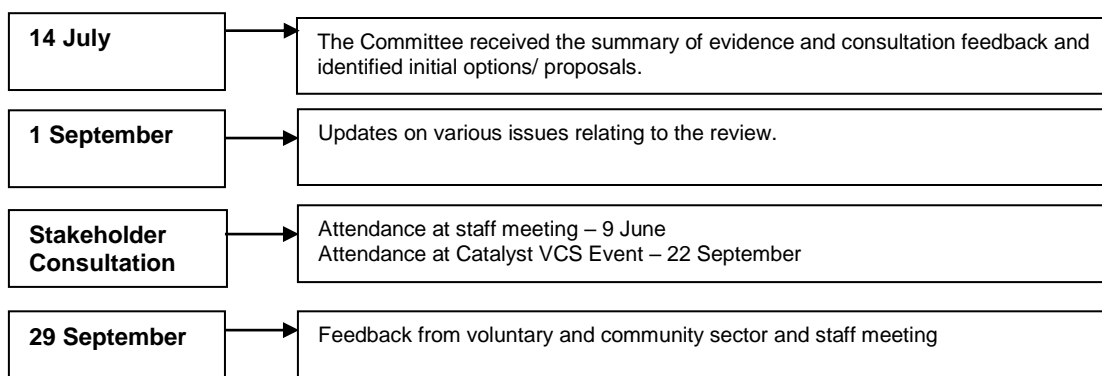 14 July
The Committee received the summary of evidence and consultation feedback and
identified initial options/ proposals.
1 September
Updates on various issues relating to the review.
Stakeholder
Consultation
Attendance at staff meeting – 9 June
Attendance at Catalyst VCS Event – 22 September
29 September
Feedback from voluntary and community sector and staff meeting